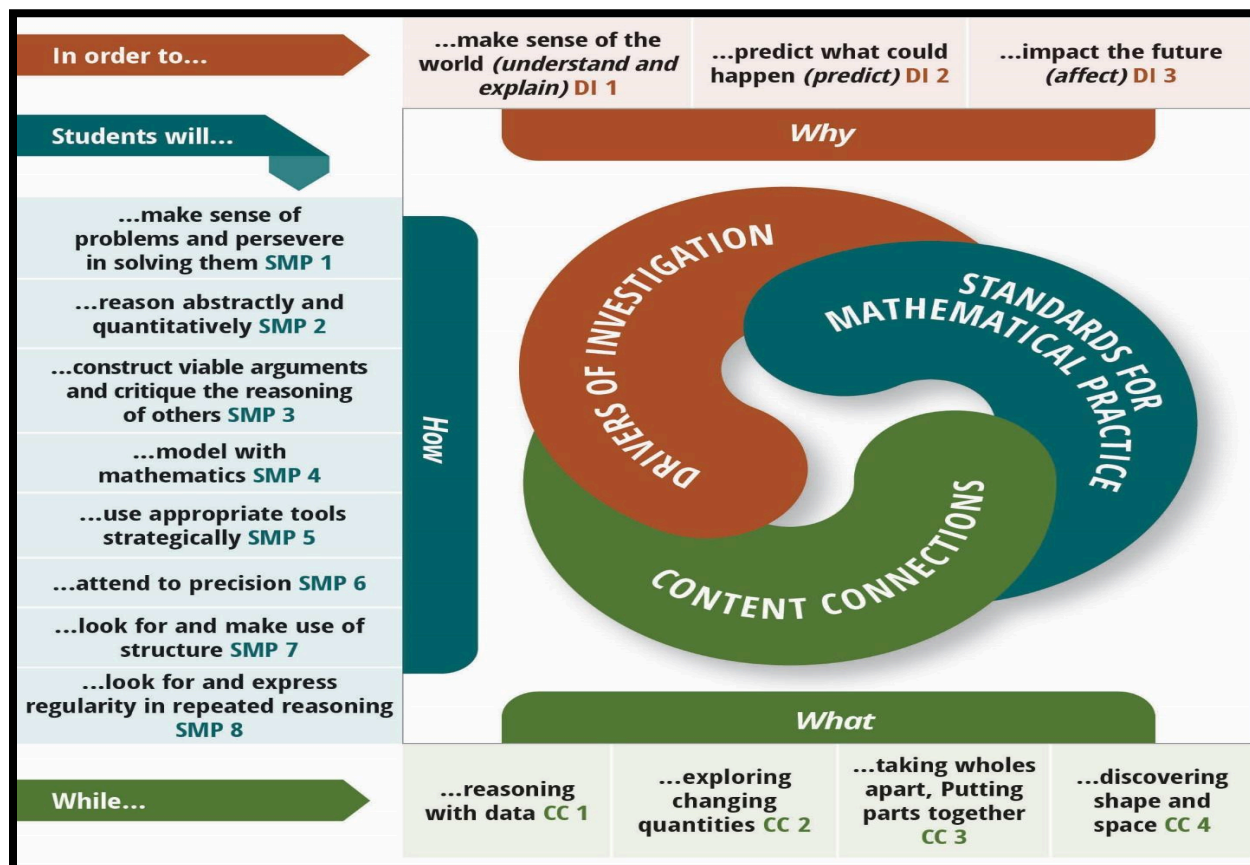 In order to...
...make sense of the
world (understand and
explain) DI 1
...predict what could
happen (predict) DI 2
...impact the future
(affect) DI 3
Students will...
Why
...make sense of
problems and persevere
in solving them SMP 1
...reason abstractly and
quantitatively SMP 2
...construct viable arguments
and critique the reasoning
of others SMP 3
...model with
mathematics SMP 4
...use appropriate tools
strategically SMP 5
...attend to precision SMP 6
...look for and make use of
structure SMP 7
...look for and express
regularity in repeated reasoning
SMP 8
How
DRIVERS OF INVESTIGATION
STANDARDS FOR
MATHEMATICAL PRACTICE
CONTENT CONNECTIONS
What
While...
...reasoning
with data CC 1
...exploring
changing
quantities CC 2
...taking wholes
apart, Putting
parts together
CC 3
...discovering
shape and
space CC 4